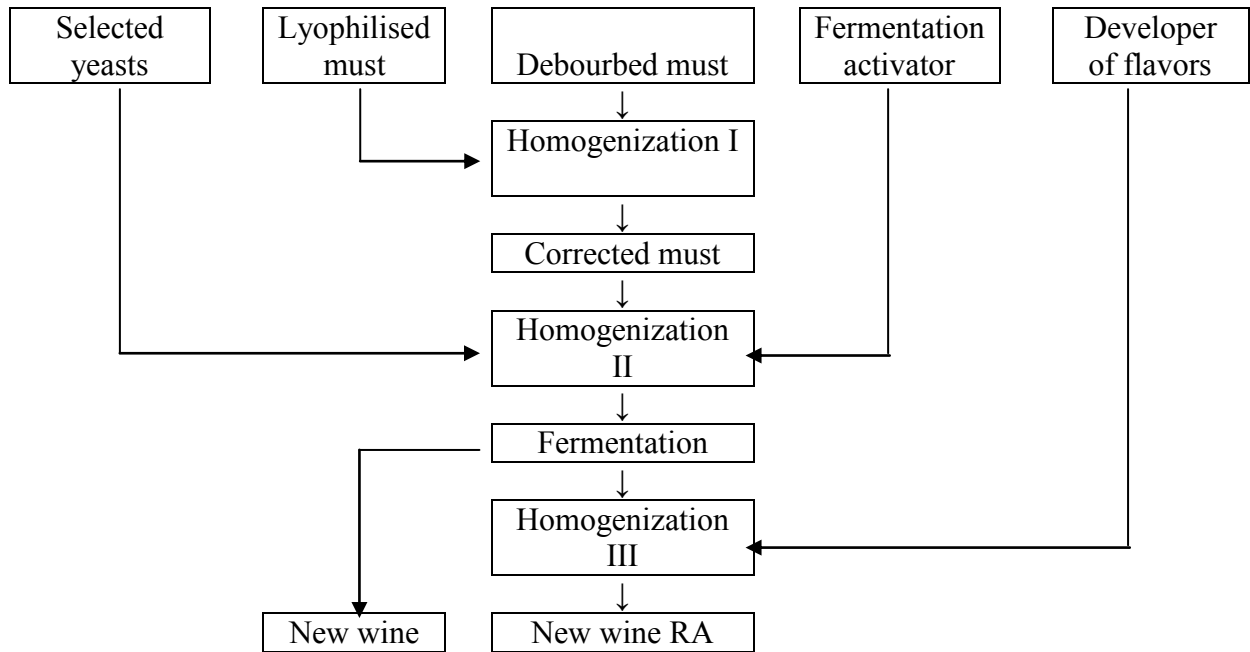 Selected
yeasts
Lyophilised
must
Debourbed must
Fermentation
activator
Developer
of flavors
↓
Homogenization I
↓
Corrected must
↓
Homogenization
II
↓
Fermentation
↓
Homogenization
III
↓
New wine
New wine RA